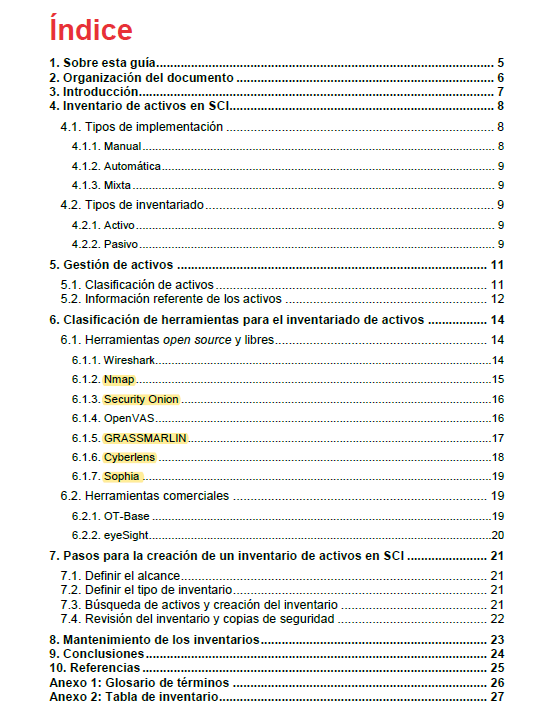 Índice
1. Sobre esta guía 5
2. Organización del documento 6
3. Introducción 7
4. Inventario de activos en SCI 8
4.1. Tipos de implementación 8
4.1.1. Manual 8
4.1.2. Automática 9
4.1.3. Mixta 9
4.2. Tipos de inventariado 9
4.2.1. Activo 9
4.2.2. Pasivo 9
5. Gestión de activos 11
5.1. Clasificación de activos 11
5.2. Información referente de los activos 12
6. Clasificación de herramientas para el inventariado de activos 14
6.1. Herramientas open source y libres 14
6.1.1. Wireshark 14
6.1.2. Nmap 15
6.1.3. Security Onion 16
6.1.4. OpenVAS 16
6.1.5. GRASSMARLIN 17
6.1.6. Cyberlens 18
6.1.7. Sophia 19
6.2. Herramientas comerciales 19
6.2.1. OT-Base 19
6.2.2. eyeSight 20
7. Pasos para la creación de un inventario de activos en SCI 21
7.1. Definir el alcance 21
7.2. Definir el tipo de inventario 21
7.3. Búsqueda de activos y creación del inventario 21
7.4. Revisión del inventario y copias de seguridad 22
8. Mantenimiento de los inventarios 23
9. Conclusiones 24
10. Referencias 25
Anexo 1: Glosario de términos 26
Anexo 2: Tabla de inventario 27